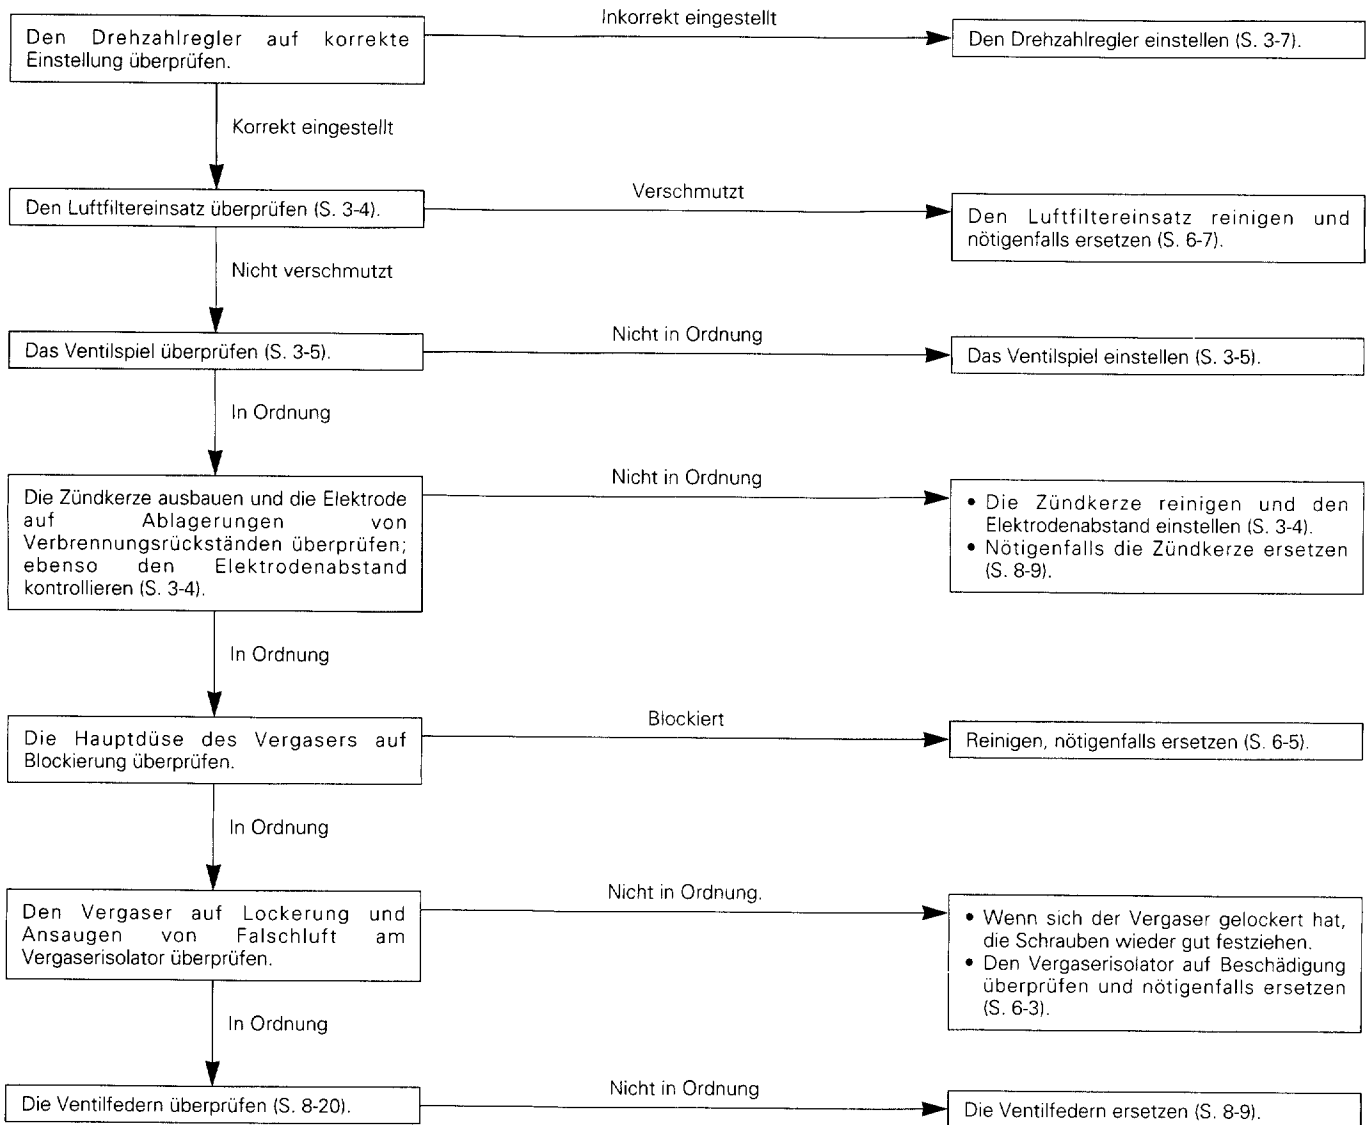 Den Drehzahlregler auf korrekte
Einstellung überprüfen.
Inkorrekt eingestellt
Den Drehzahlregler einstellen (S. 3-7).
Korrekt eingestellt
Den Luftfiltereinsatz überprüfen (S. 3-4).
Verschmutzt
Den Luftfiltereinsatz reinigen und
nötigenfalls ersetzen (S. 6-7).
Nicht verschmutzt
Das Ventilspiel überprüfen (S. 3-5).
Nicht in Ordnung
Das Ventilspiel einstellen (S. 3-5).
In Ordnung
Die Zündkerze ausbauen und die Elektrode
auf Ablagerungen von
Verbrennungsrückständen überprüfen;
ebenso den Elektrodenabstand
kontrollieren (S. 3-4).
Nicht in Ordnung
• Die Zündkerze reinigen und den
Elektrodenabstand einstellen (S. 3-4).
• Nötigenfalls die Zündkerze ersetzen
(S. 8-9).
In Ordnung
Die Hauptdüse des Vergasers auf
Blockierung überprüfen.
Blockiert
Reinigen, nötigenfalls ersetzen (S. 6-5).
In Ordnung
Den Vergaser auf Lockerung und
Ansaugen von Falschluft am
Vergaserisolator überprüfen.
Nicht in Ordnung.
• Wenn sich der Vergaser gelockert hat,
die Schrauben wieder gut festziehen.
• Den Vergaserisolator auf Beschädigung
überprüfen und nötigenfalls ersetzen
(S. 6-3).
In Ordnung
Die Ventilfedern überprüfen (S. 8-20).
Nicht in Ordnung
Die Ventilfedern ersetzen (S. 8-9).